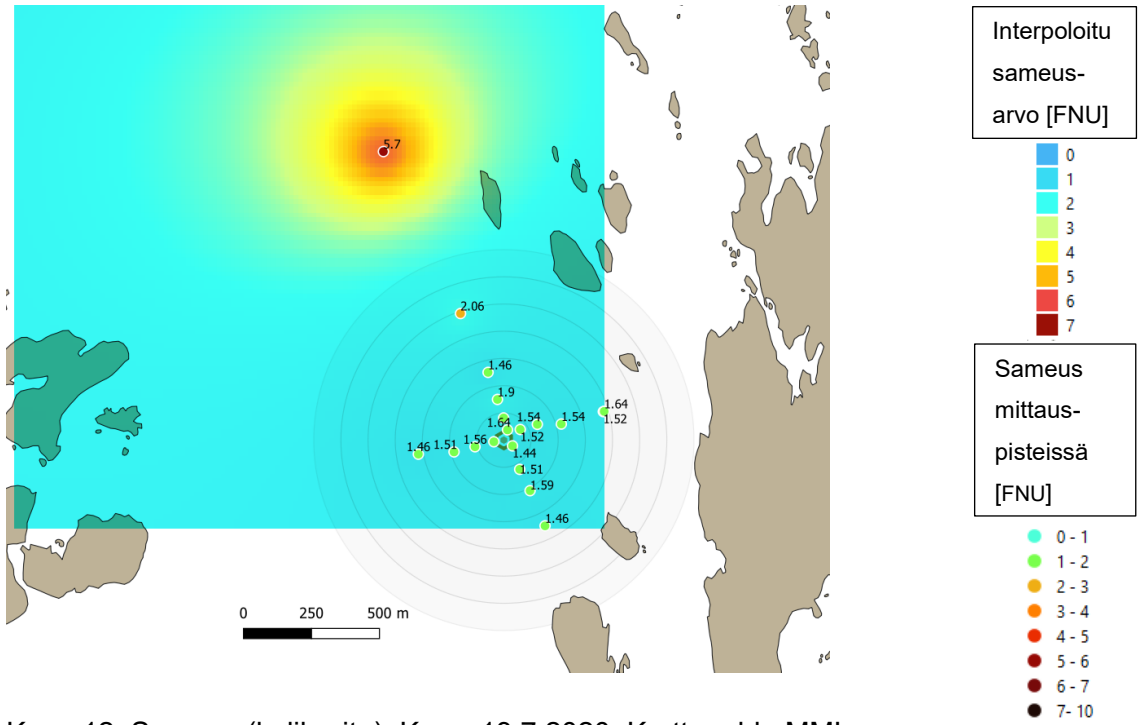 Interpoloitu
sameus-
arvo [FNU]
0
1
2
3
4
5
6
7
Sameus
mittaus-
pisteissä
[FNU]
0 - 1
1 - 2
2 - 3
3 - 4
4 - 5
5 - 6
6 - 7
7- 10
5.7
2.06
1.46
1.9
1.64
1.54
1.54
1.64
1.52
1.52
1.46
1.51
1.56
1.44
1.51
1.59
1.46
0 250 500 m